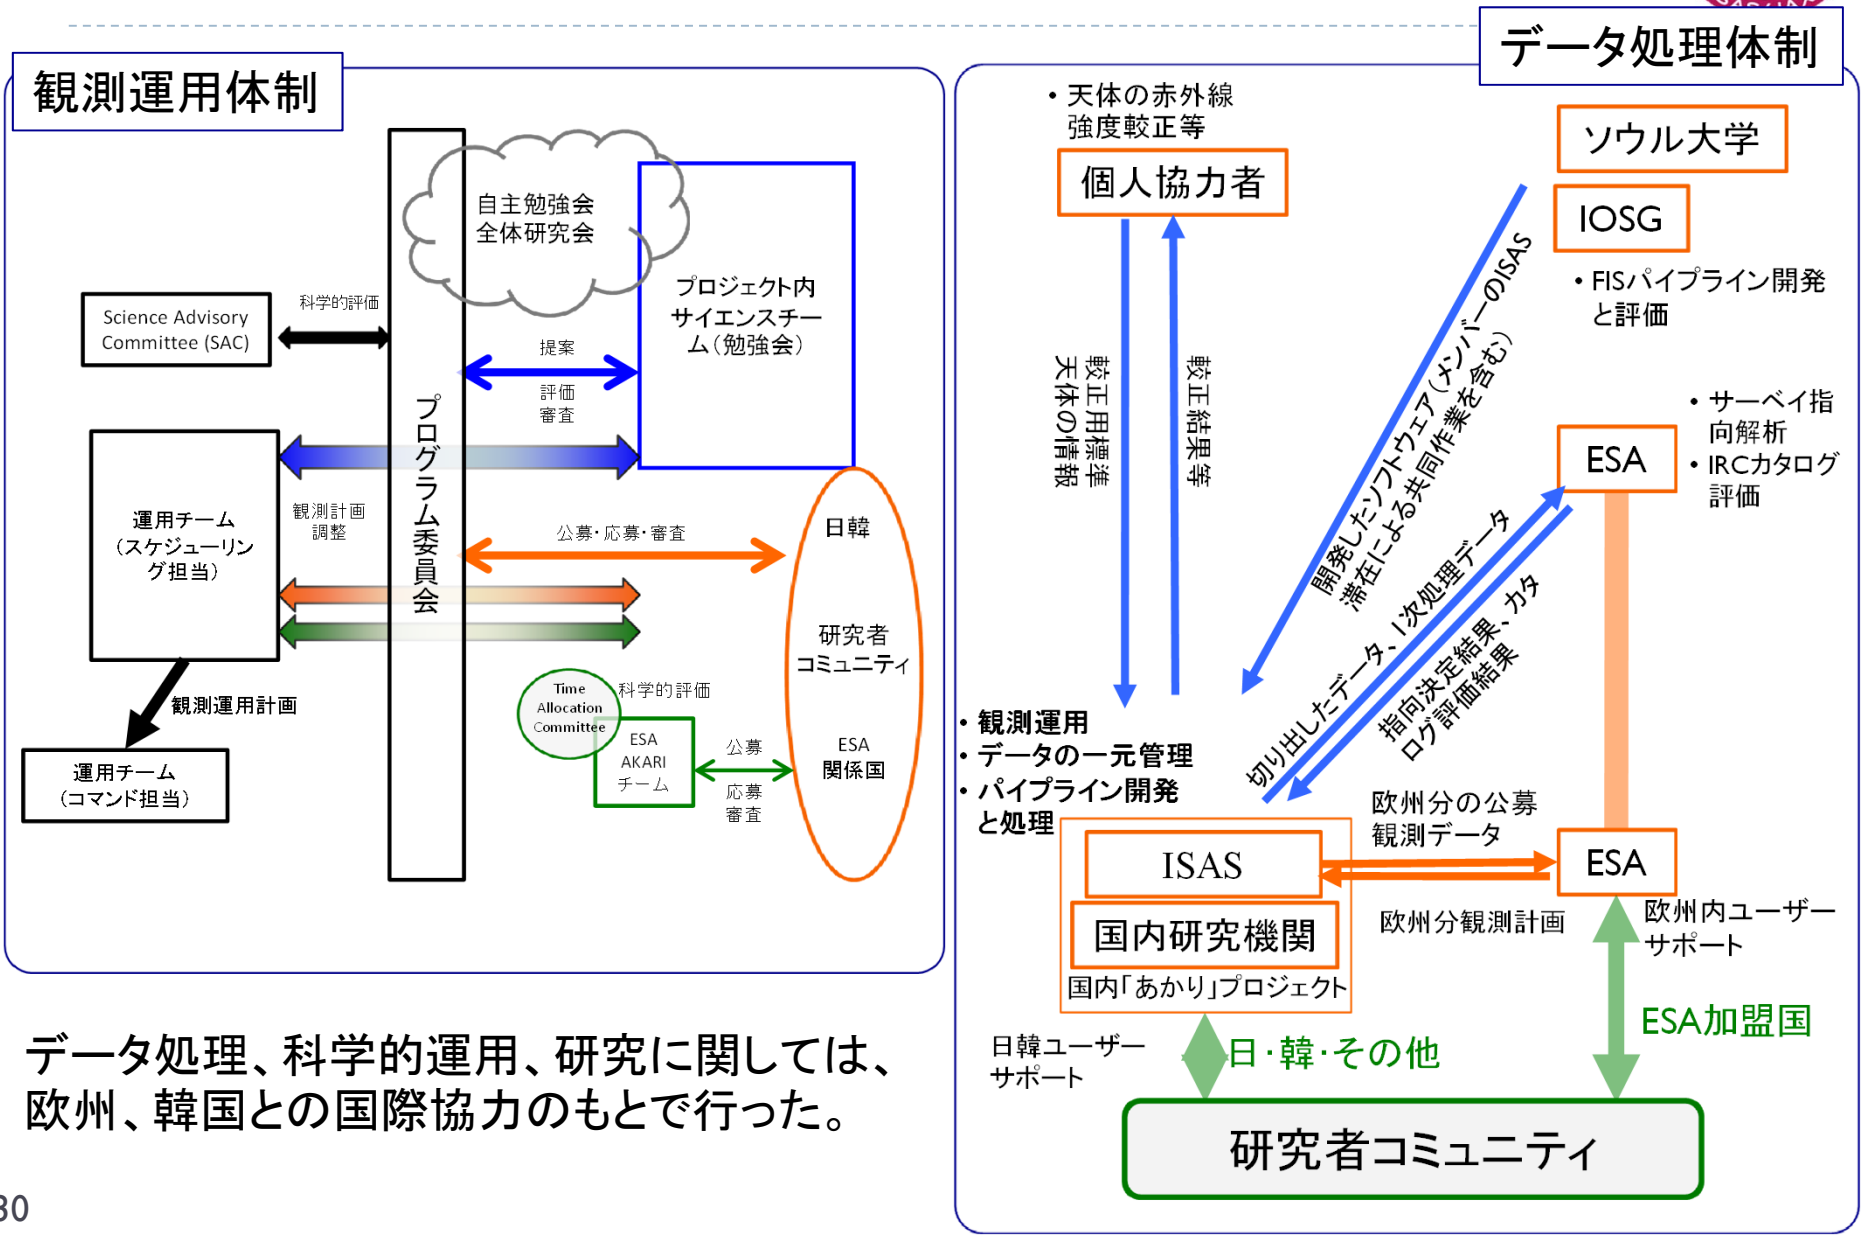 観測運用体制
自主勉強会
全体研究会
プロジェクト内
サイエンスチー
ム(勉強会)
Science Advisory
Committee (SAC)
科学的評価
提案
評価
審査
プログラム委員会
運用チーム
(スケジューリン
グ担当)
観測計画
調整
公募・応募・審査
日韓
研究者
コミュニティ
ESA
関係国
観測運用計画
運用チーム
(コマンド担当)
Time
Allocation
Committee
科学的評価
ESA
AKARI
チーム
公募
応募
審査
データ処理、科学的運用、研究に関しては、
欧州、韓国との国際協力のもとで行った。
30
データ処理体制
• 天体の赤外線
強度較正等
個人協力者
ソウル大学
IOSG
• FISパイプライン開発
と評価
較正用標準
天体の情報
較正結果等
開発したソフトウェア(メンバーのISAS
滞在による共同作業を含む)
• サーベイ指
向解析
• IRCカタログ
評価
ESA
切り出したデータ、1次処理データ
指向決定結果、カタ
ログ評価結果
• 観測運用
• データの一元管理
• パイプライン開発
と処理
欧州分の公募
観測データ
ISAS
ESA
国内研究機関
欧州分観測計画
欧州内ユーザー
サポート
国内「あかり」プロジェクト
日韓ユーザー
サポート
日・韓・その他
ESA加盟国
研究者コミュニティ